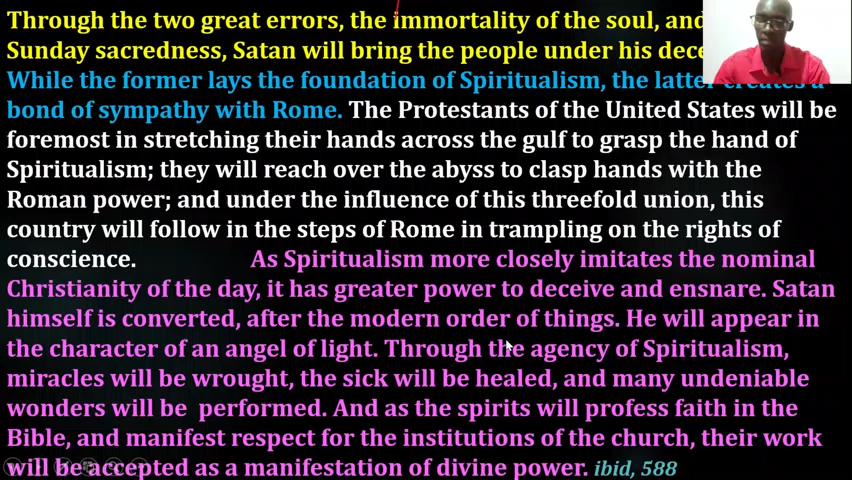 Through the two great errors, the immortality of the soul, and
Sunday sacredness, Satan will bring the people under his dece
While the former lays the foundation of Spiritualism, the latter creates a
bond of sympathy with Rome. The Protestants of the United States will be
foremost in stretching their hands across the gulf to grasp the hand of
Spiritualism; they will reach over the abyss to clasp hands with the
Roman power; and under the influence of this threefold union, this
country will follow in the steps of Rome in trampling on the rights of
conscience. As Spiritualism more closely imitates the nominal
Christianity of the day, it has greater power to deceive and ensnare. Satan
himself is converted, after the modern order of things. He will appear in
the character of an angel of light. Through the agency of Spiritualism,
miracles will be wrought, the sick will be healed, and many undeniable
wonders will be performed. And as the spirits will profess faith in the
Bible, and manifest respect for the institutions of the church, their work
will be accepted as a manifestation of divine power. ibid, 588